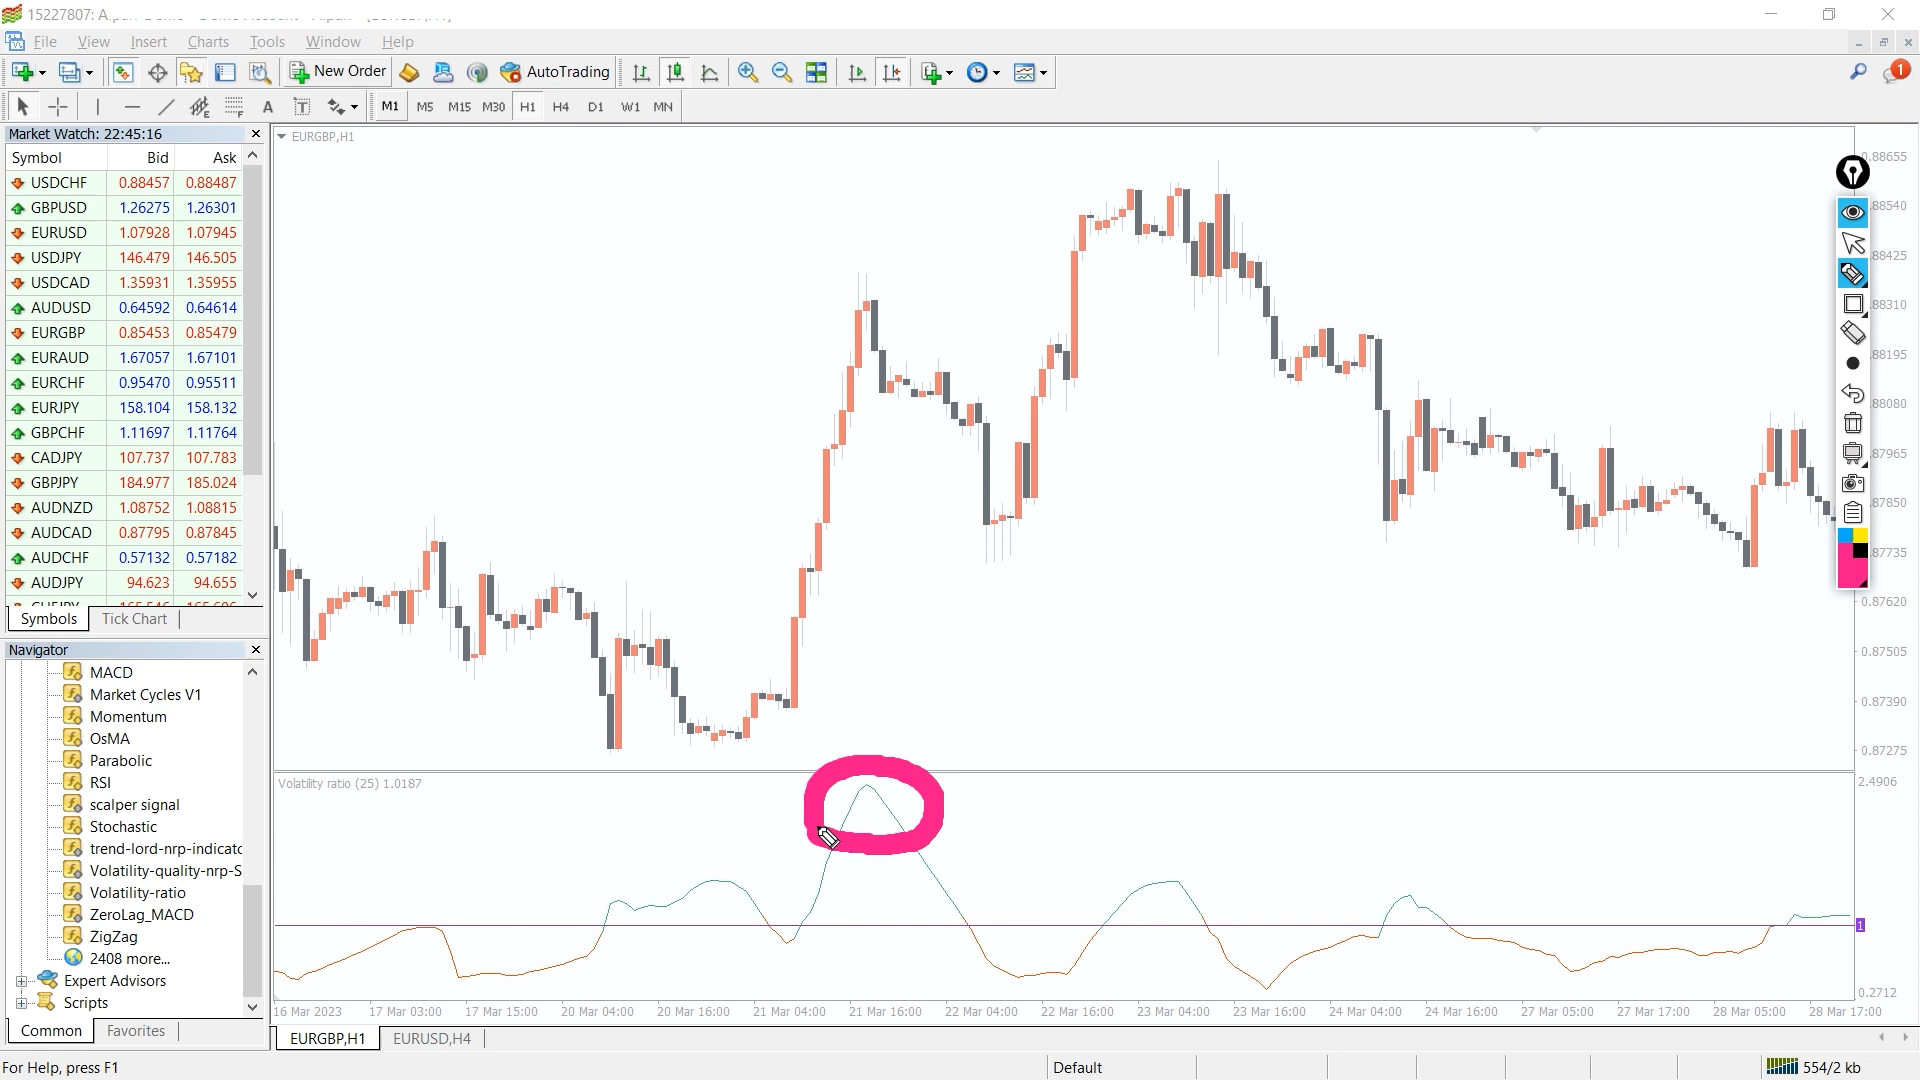 15227807:
File View Insert Charts Tools Window Help
New Order AutoTrading 1
A T M1 M5 M15 M30 H1 H4 D1 W1 MN
Market Watch: 22:45:16
Symbol Bid Ask
USDCHF 0.88457 0.88487
GBPUSD 1.26275 1.26301
EURUSD 1.07928 1.07945
USDJPY 146.479 146.505
USDCAD 1.35931 1.35955
AUDUSD 0.64592 0.64614
EURGBP 0.85453 0.85479
EURAUD 1.67057 1.67101
EURCHF 0.95470 0.95511
EURJPY 158.104 158.132
GBPCHF 1.11697 1.11764
CADJPY 107.737 107.783
GBPJPY 184.977 185.024
AUDNZD 1.08752 1.08815
AUDCAD 0.87795 0.87845
AUDCHF 0.57132 0.57182
AUDJPY 94.623 94.655
Symbols Tick Chart
Navigator
MACD
Market Cycles V1
Momentum
OsMA
Parabolic
RSI
scalper signal
Stochastic
trend-lord-nrp-indicatc
Volatility-quality-nrp-S
Volatility-ratio
ZeroLag_MACD
ZigZag
2408 more...
Expert Advisors
Scripts
Common Favorites
EURGBP,H1
0.88655
.88540
.88425
.88310
.88195
.88080
.87965
.87850
.87735
0.87620
0.87505
0.87390
0.87275
Volatility ratio (25) 1.0187
2.4906
1
0.2712
16 Mar 2023 17 Mar 03:00 17 Mar 15:00 20 Mar 04:00 20 Mar 16:00 21 Mar 04:00 21 Mar 16:00 22 Mar 04:00 22 Mar 16:00 23 Mar 04:00 23 Mar 16:00 24 Mar 04:00 24 Mar 16:00 27 Mar 05:00 27 Mar 17:00 28 Mar 05:00 28 Mar 17:00
EURGBP,H1 EURUSD,H4
For Help, press F1 Default 554/2 kb